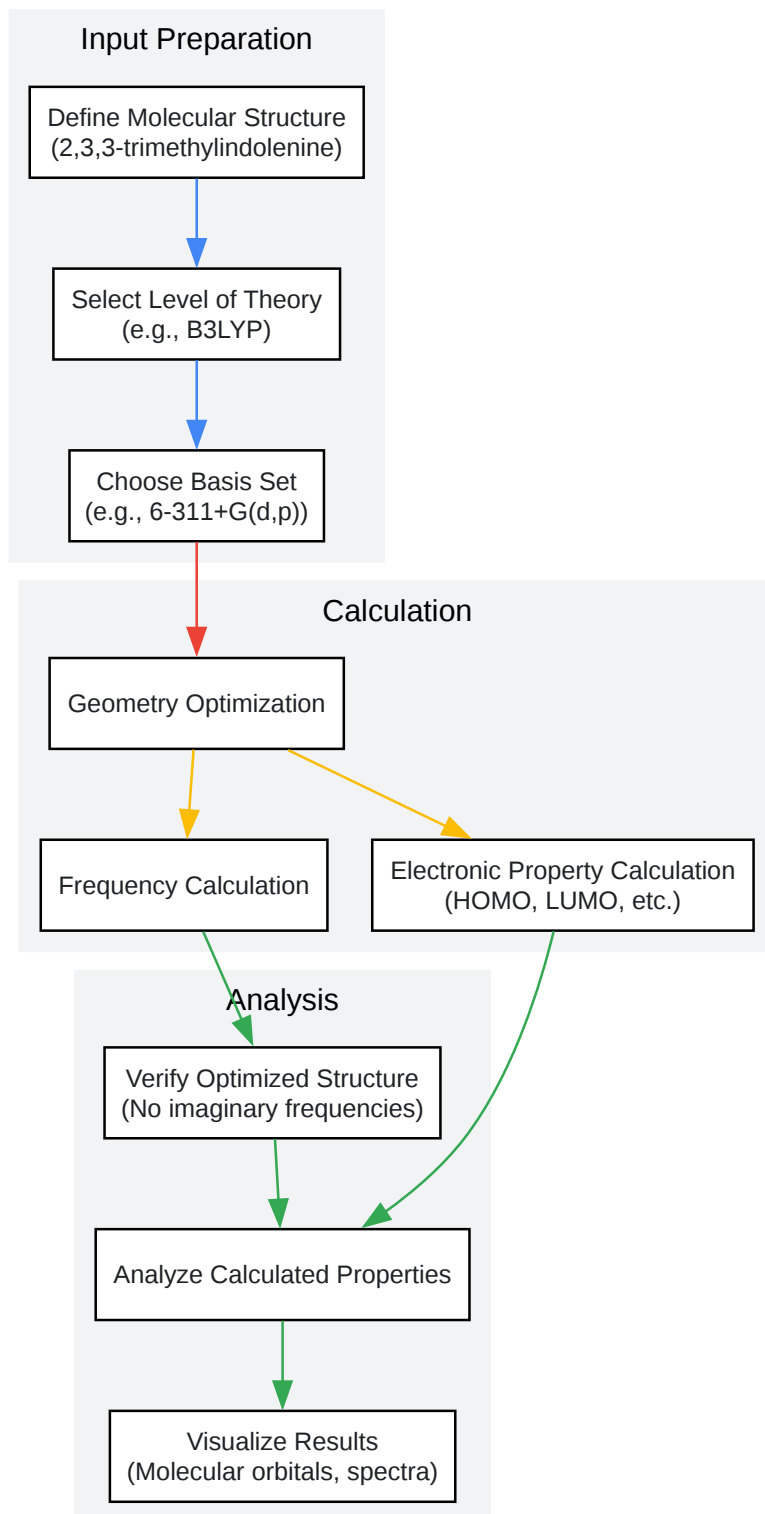 Input Preparation
Define Molecular Structure
(2,3,3-trimethylindolenine)
Select Level of Theory
(e.g., B3LYP)
Choose Basis Set
(e.g., 6-311+G(d,p))
Calculation
Geometry Optimization
Frequency Calculation
Electronic Property Calculation
(HOMO, LUMO, etc.)
Analysis
Verify Optimized Structure
(No imaginary frequencies)
Analyze Calculated Properties
Visualize Results
(Molecular orbitals, spectra)